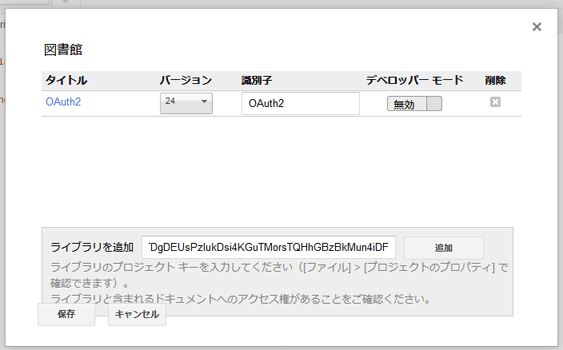 図書館
タイトル バージョン 識別子 デベロッパー モード 削除
OAuth2 24 OAuth2 無効
ライブラリを追加 DgDEUsPzIukDsi4KGuTMorsTQHhGBzBkMun4iDF 追加
ライブラリのプロジェクト キーを入力してください（[ファイル] > [プロジェクトのプロパティ] で
確認できます）。
ライブラリと含まれるドキュメントへのアクセス権があることをご確認ください。
保存 キャンセル